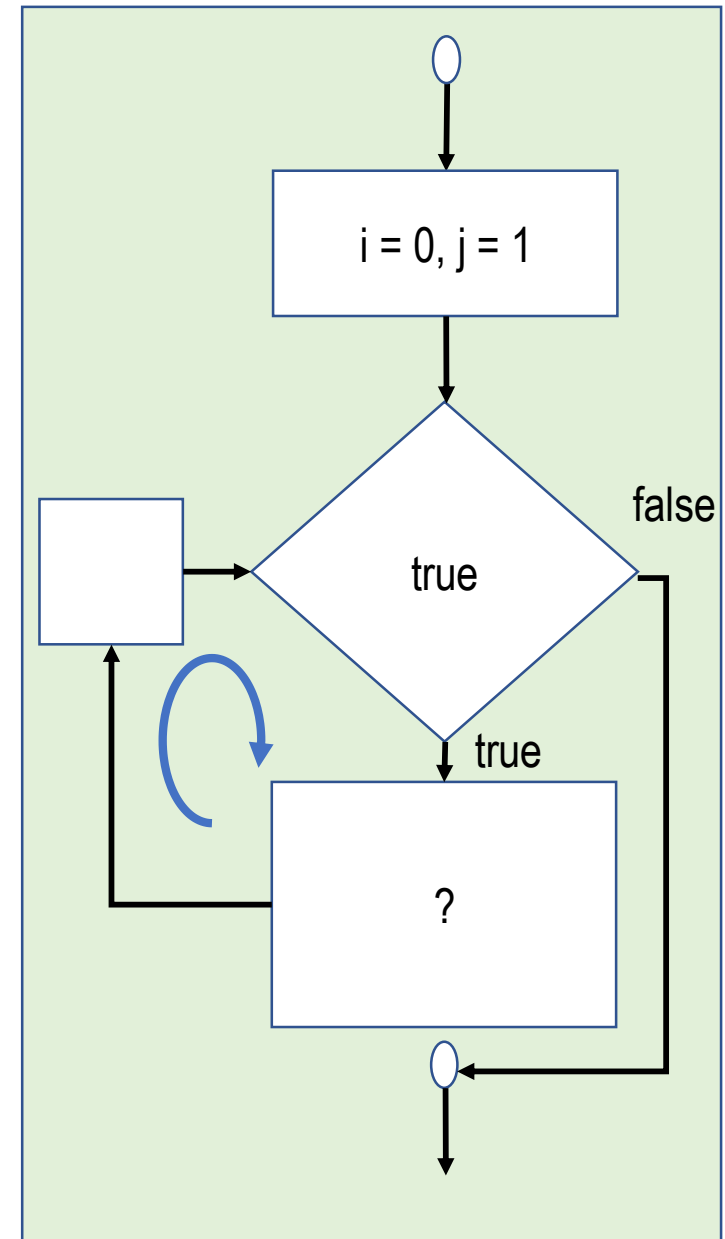 i = 0, j = 1
false
true
true
?